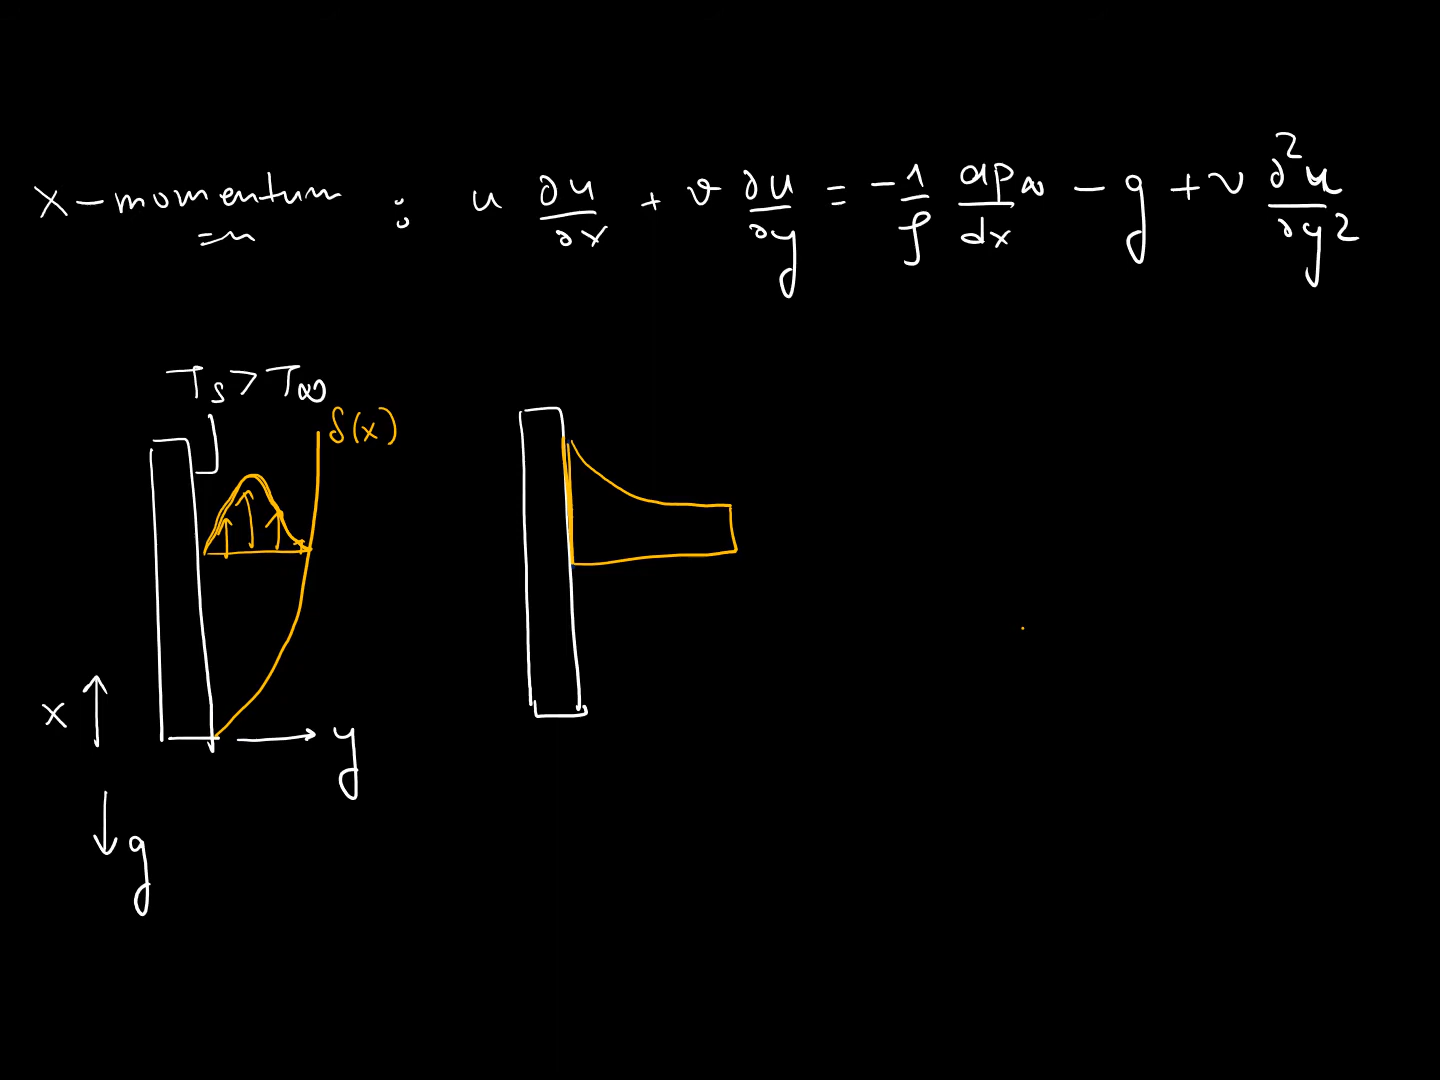 x-momentum : u ∂u/∂x + v ∂u/∂y = -1/ρ dp∞/dx - g + ν ∂²u/∂y²
Ts > T∞
δ(x)
x
y
g